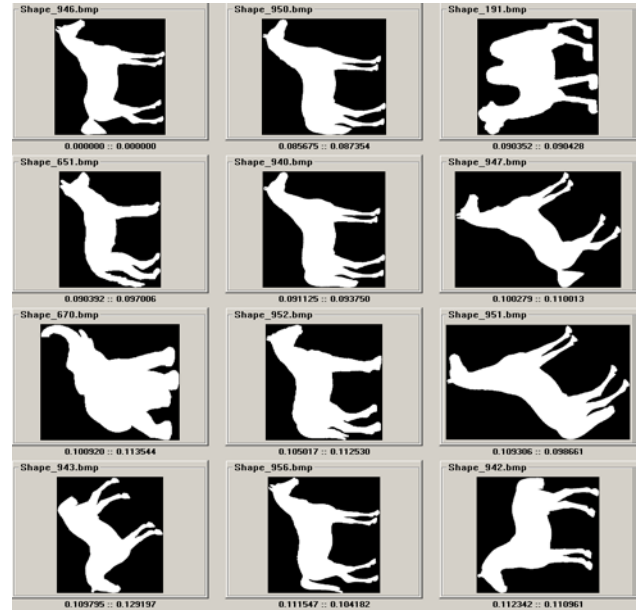 Shape_946.bmp Shape_950.bmp Shape_191.bmp
0.000000 :: 0.000000 0.085675 :: 0.087354 0.090352 :: 0.090428
Shape_651.bmp Shape_940.bmp Shape_947.bmp
0.090392 :: 0.097006 0.091125 :: 0.093750 0.100279 :: 0.110013
Shape_670.bmp Shape_952.bmp Shape_951.bmp
0.100920 :: 0.113544 0.105017 :: 0.112530 0.109306 :: 0.098661
Shape_943.bmp Shape_956.bmp Shape_942.bmp
0.109795 :: 0.129197 0.111547 :: 0.104182 0.112342 :: 0.110961